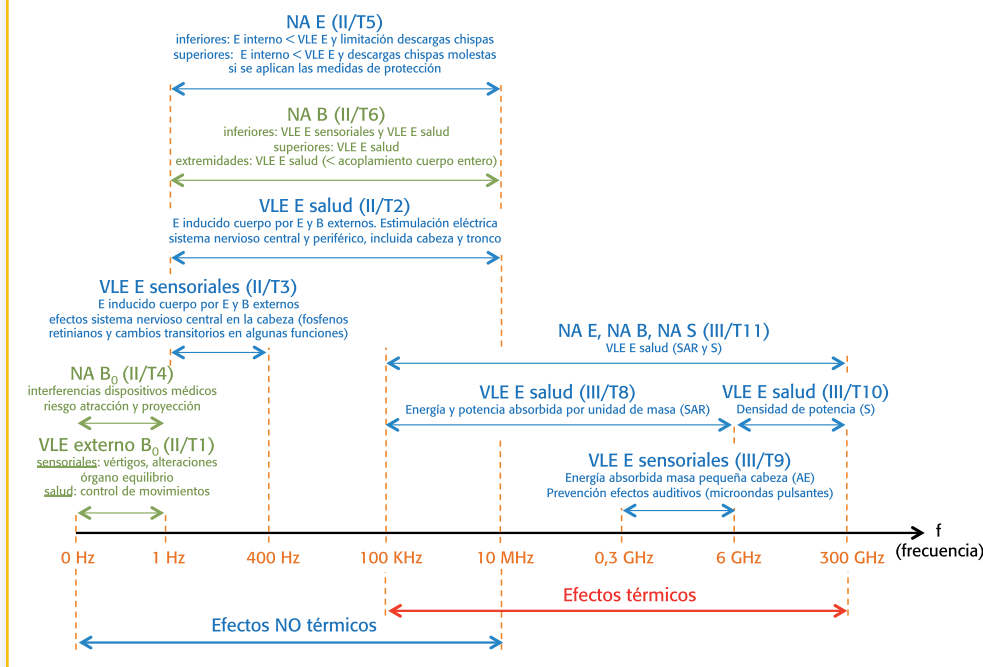 NA E (II/T5)
inferiores: E interno < VLE E y limitación descargas chispas
superiores: E interno < VLE E y descargas chispas molestas
si se aplican las medidas de protección
NA B (II/T6)
inferiores: VLE E sensoriales y VLE E salud
superiores: VLE E salud
extremidades: VLE E salud (< acoplamiento cuerpo entero)
VLE E salud (II/T2)
E inducido cuerpo por E y B externos. Estimulación eléctrica
sistema nervioso central y periférico, incluida cabeza y tronco
VLE E sensoriales (II/T3)
E inducido cuerpo por E y B externos
efectos sistema nervioso central en la cabeza (fosfenos
retinianos y cambios transitorios en algunas funciones)
NA E, NA B, NA S (III/T11)
VLE E salud (SAR y S)
NA B₀ (II/T4)
interferencias dispositivos médicos
riesgo atracción y proyección
VLE E salud (III/T8)
Energía y potencia absorbida por unidad de masa (SAR)
VLE E salud (III/T10)
Densidad de potencia (S)
VLE externo B₀ (II/T1)
sensoriales: vértigos, alteraciones
órgano equilibrio
salud: control de movimientos
VLE E sensoriales (III/T9)
Energía absorbida masa pequeña cabeza (AE)
Prevención efectos auditivos (microondas pulsantes)
f
(frecuencia)
0 Hz
1 Hz
400 Hz
100 KHz
10 MHz
0,3 GHz
6 GHz
300 GHz
Efectos térmicos
Efectos NO térmicos